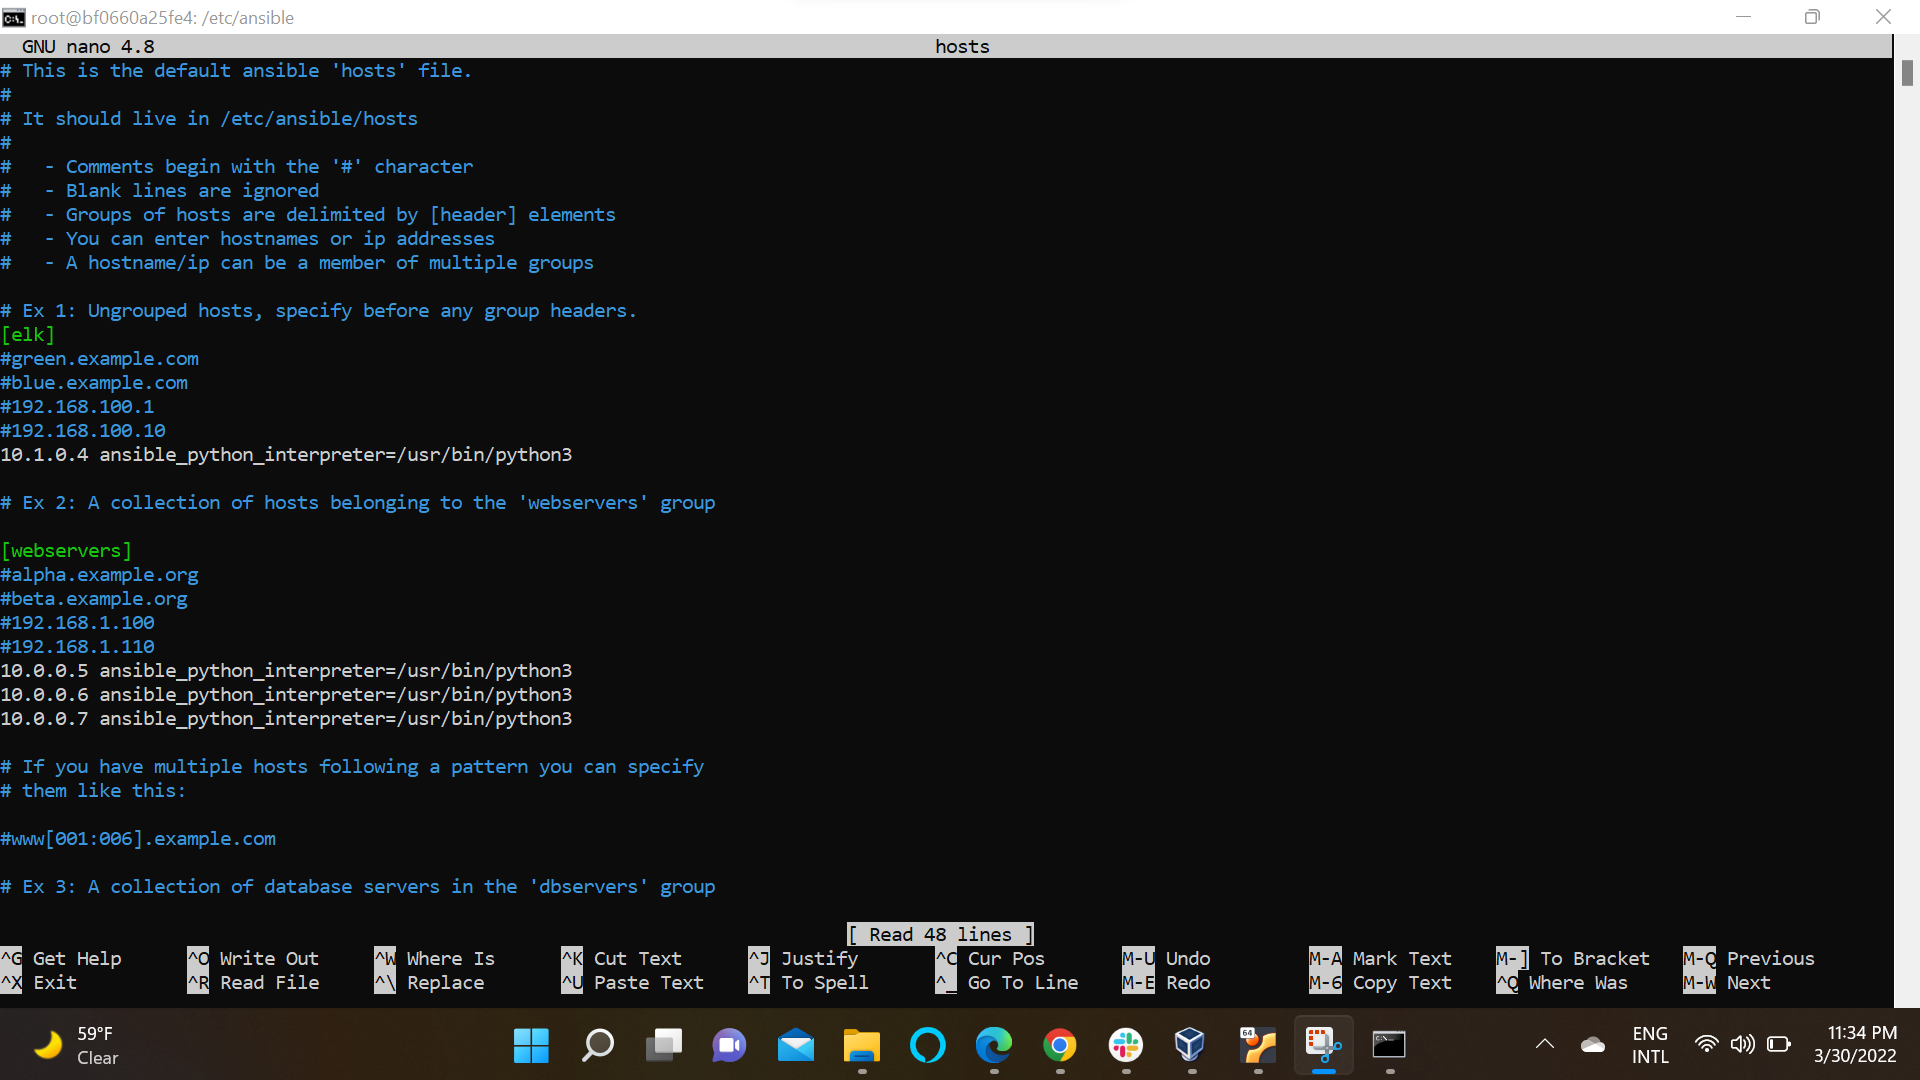 root@bf0660a25fe4: /etc/ansible
GNU nano 4.8 hosts
# This is the default ansible 'hosts' file.
#
# It should live in /etc/ansible/hosts
#
#   - Comments begin with the '#' character
#   - Blank lines are ignored
#   - Groups of hosts are delimited by [header] elements
#   - You can enter hostnames or ip addresses
#   - A hostname/ip can be a member of multiple groups
# Ex 1: Ungrouped hosts, specify before any group headers.
[elk]
#green.example.com
#blue.example.com
#192.168.100.1
#192.168.100.10
10.1.0.4 ansible_python_interpreter=/usr/bin/python3
# Ex 2: A collection of hosts belonging to the 'webservers' group
[webservers]
#alpha.example.org
#beta.example.org
#192.168.1.100
#192.168.1.110
10.0.0.5 ansible_python_interpreter=/usr/bin/python3
10.0.0.6 ansible_python_interpreter=/usr/bin/python3
10.0.0.7 ansible_python_interpreter=/usr/bin/python3
# If you have multiple hosts following a pattern you can specify
# them like this:
#www[001:006].example.com
# Ex 3: A collection of database servers in the 'dbservers' group
[ Read 48 lines ]
^G Get Help ^O Write Out ^W Where Is ^K Cut Text ^J Justify ^C Cur Pos M-U Undo M-A Mark Text M-] To Bracket M-Q Previous
^X Exit ^R Read File ^\ Replace ^U Paste Text ^T To Spell ^_ Go To Line M-E Redo M-6 Copy Text ^Q Where Was M-W Next
59°F
Clear
64
ENG
INTL
11:34 PM
3/30/2022